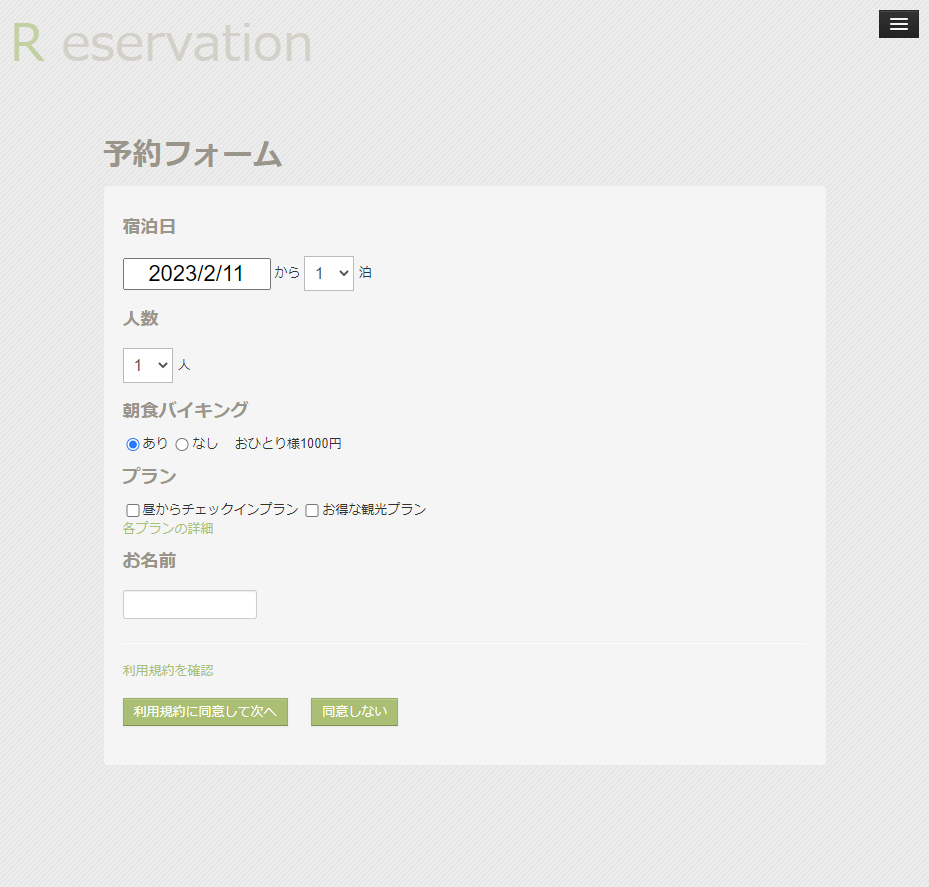 R eservation
予約フォーム
宿泊日
2023/2/11 から 1 泊
人数
1 人
朝食バイキング
あり なし おひとり様1000円
プラン
昼からチェックインプラン お得な観光プラン
各プランの詳細
お名前
利用規約を確認
利用規約に同意して次へ 同意しない